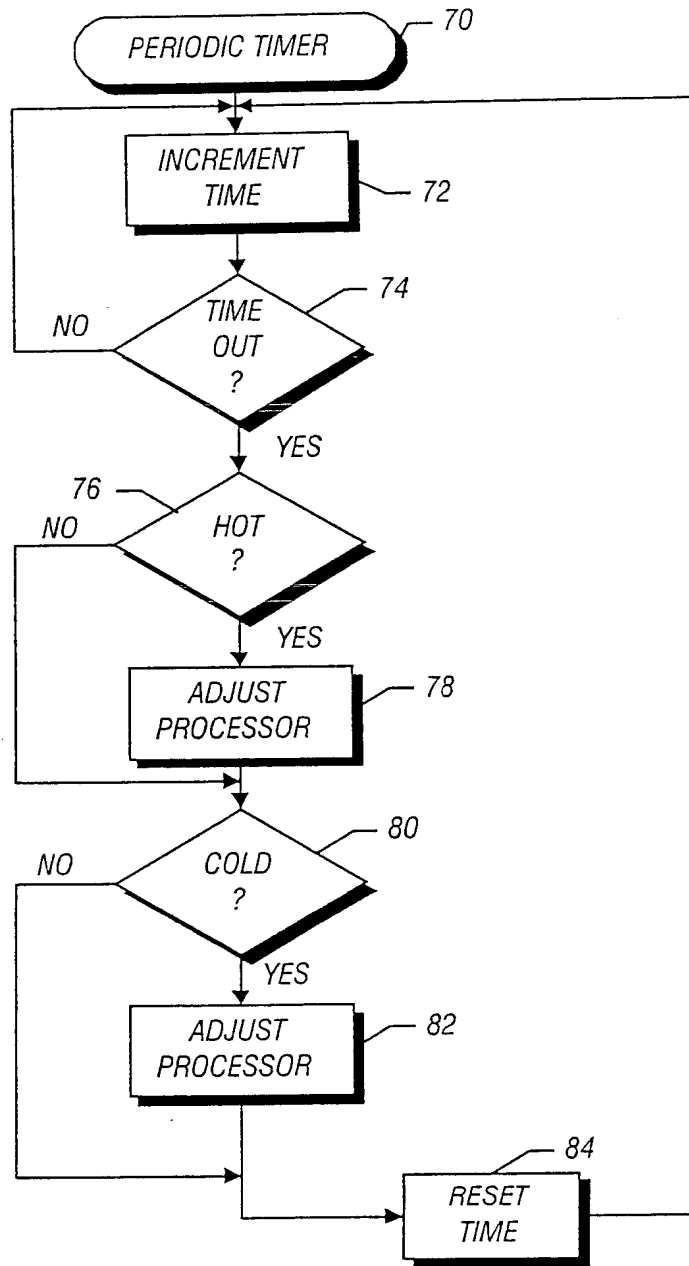 PERIODIC TIMER
70
INCREMENT
TIME
72
TIME
OUT
?
74
NO
YES
76
HOT
?
NO
YES
ADJUST
PROCESSOR
78
COLD
?
80
NO
YES
ADJUST
PROCESSOR
82
84
RESET
TIME